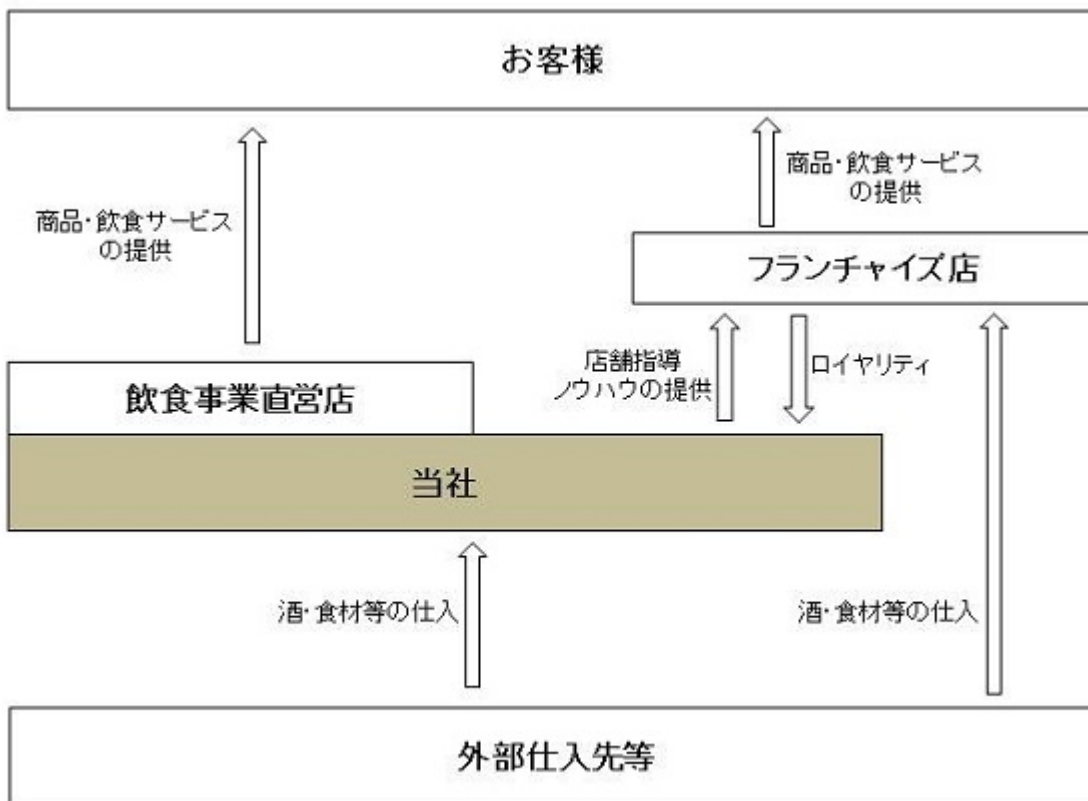 お客様
商品・飲食サービス
の提供
商品・飲食サービス
の提供
フランチャイズ店
店舗指導
ノウハウの提供
ロイヤリティ
飲食事業直営店
当社
酒・食材等の仕入
酒・食材等の仕入
外部仕入先等